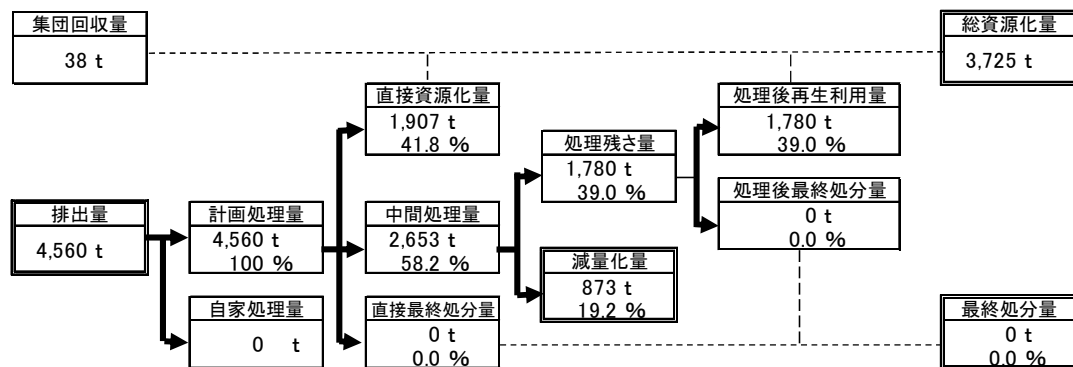 集団回収量
38 t
総資源化量
3,725 t
直接資源化量
1,907 t
41.8 %
処理後再生利用量
1,780 t
39.0 %
処理残さ量
1,780 t
39.0 %
処理後最終処分量
0 t
0.0 %
排出量
4,560 t
計画処理量
4,560 t
100 %
中間処理量
2,653 t
58.2 %
減量化量
873 t
19.2 %
自家処理量
0 t
直接最終処分量
0 t
0.0 %
最終処分量
0 t
0.0 %